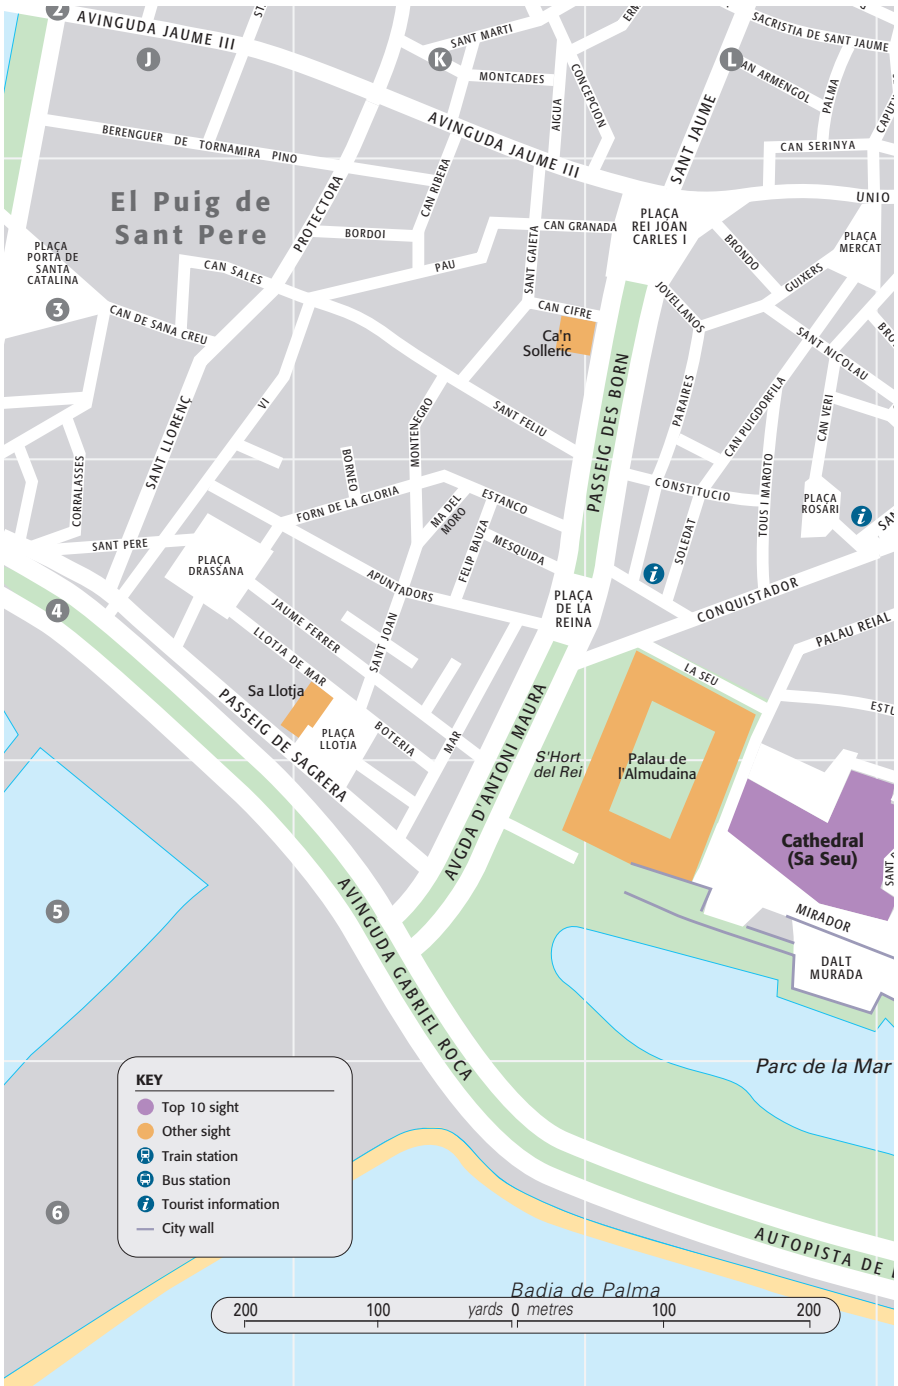 2
AVINGUDA JAUME III
J
K
SANT MARTI
MONTCADES
AIGUA
CONCEPCION
L
SACRISTIA DE SANT JAUME
AN ARMENGOL
PALMA
CAN SERINYA
BERENGUER DE TORNAMIRA PINO
AVINGUDA JAUME III
SANT JAUME
UNIO
El Puig de
Sant Pere
PROTECTORA
CAN RIBERA
BORDOI
PAU
SANT GAIETA
CAN GRANADA
PLAÇA
REI JOAN
CARLES I
PLAÇA
MERCAT
BRONDO
GUIXERS
PLAÇA
PORTA DE
SANTA
CATALINA
CAN SALES
3
CAN DE SANA CREU
CAN CIFRE
Ca'n
Solleric
JOVELLANOS
SANT NICOLAU
VI
SANT LLORENÇ
MONTENEGRO
SANT FELIU
PASSEIG DES BORN
PARAIRES
CAN PUIGDORFILA
CAN VERI
CORRALASSES
BORNEO
FORN DE LA GLORIA
MA DEL
MORO
ESTANCO
CONSTITUCIO
TOUS I MAROTO
PLAÇA
ROSARI
SANT PERE
PLAÇA
DRASSANA
FELIP BAUZA
MESQUIDA
SOLEDAT
APUNTADORS
4
JAUME FERRER
LLOTJA DE MAR
SANT JOAN
PLAÇA
DE LA
REINA
CONQUISTADOR
PALAU REIAL
LA SEU
Sa Llotja
PASSEIG DE SAGRERA
PLAÇA
LLOTJA
BOTERIA
MAR
AVGDA D'ANTONI MAURA
S'Hort
del Rei
Palau de
l'Almudaina
Cathedral
(Sa Seu)
MIRADOR
DALT
MURADA
5
AVINGUDA GABRIEL ROCA
Parc de la Mar
KEY
Top 10 sight
Other sight
Train station
Bus station
Tourist information
City wall
6
AUTOPISTA DE
Badia de Palma
200 100 yards 0 metres 100 200